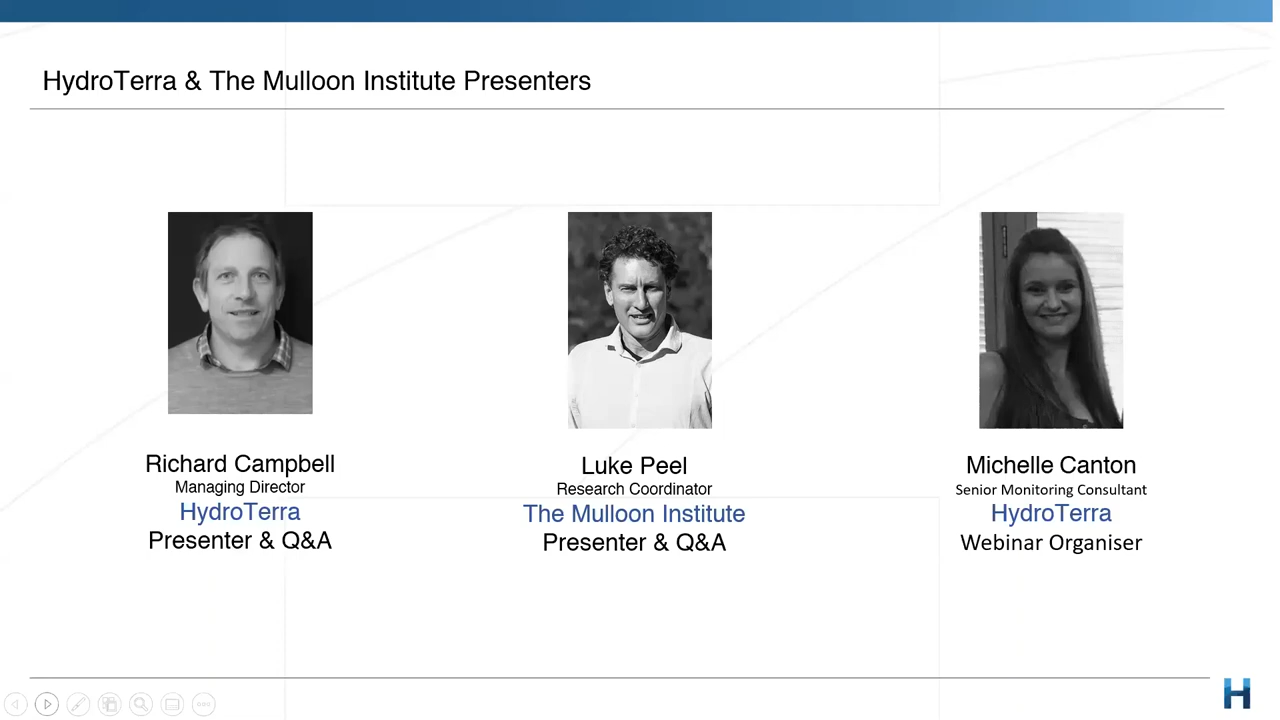 HydroTerra & The Mulloon Institute Presenters
Richard Campbell
Managing Director
HydroTerra
Presenter & Q&A
Luke Peel
Research Coordinator
The Mulloon Institute
Presenter & Q&A
Michelle Canton
Senior Monitoring Consultant
HydroTerra
Webinar Organiser
H